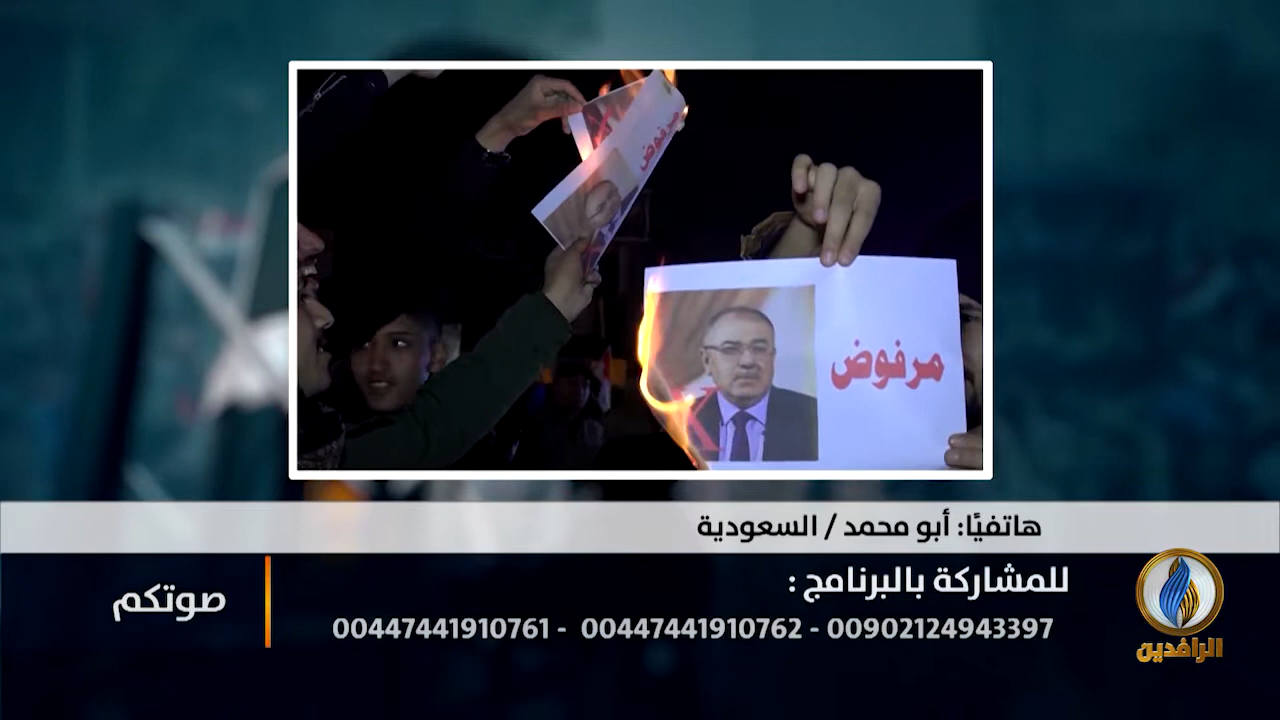 مرفوض
مرفوض
هاتفيًا: أبو محمد / السعودية
للمشاركة بالبرنامج :
00447441910761 - 00447441910762 - 00902124943397
صوتكم
الرافدين